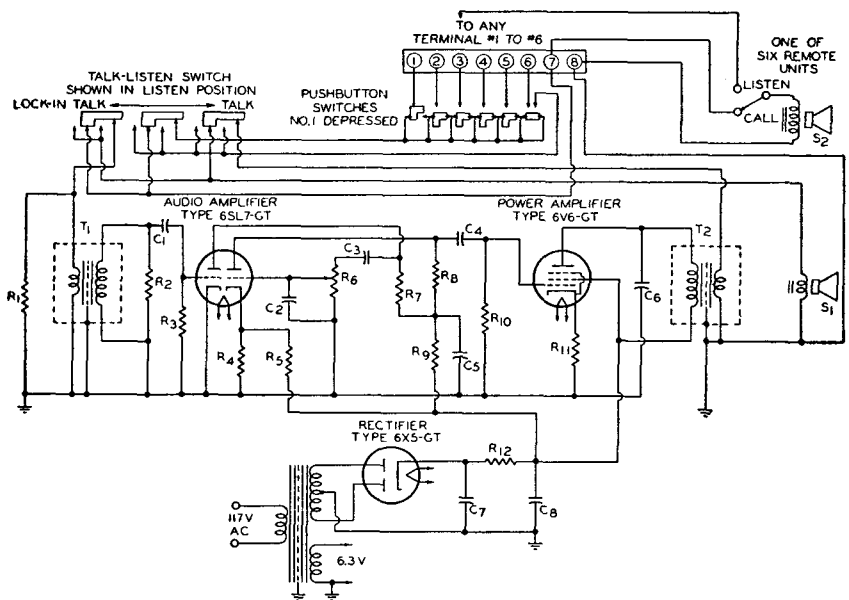 TO ANY
TERMINAL #1 TO #6
1 2 3 4 5 6 7 8
ONE OF
SIX REMOTE
UNITS
LISTEN
CALL
S2
TALK-LISTEN SWITCH
SHOWN IN LISTEN POSITION
LOCK-IN TALK
TALK
PUSHBUTTON
SWITCHES
NO.1 DEPRESSED
AUDIO AMPLIFIER
TYPE 6SL7-GT
POWER AMPLIFIER
TYPE 6V6-GT
T1
C1
R1
R2
R3
C2
R4
R5
C3
R6
R7
R8
R9
C4
C5
R10
R11
C6
T2
S1
RECTIFIER
TYPE 6X5-GT
R12
C7
C8
117V
AC
6.3 V